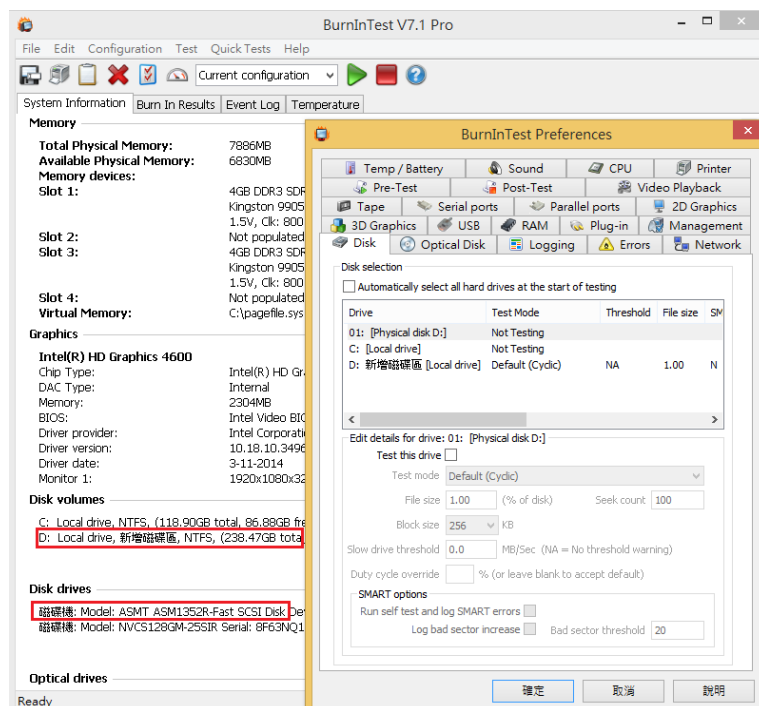 BurnInTest V7.1 Pro
File Edit Configuration Test Quick Tests Help
Current configuration
System Information Burn In Results Event Log Temperature
Memory
Total Physical Memory: 7886MB
Available Physical Memory: 6830MB
Memory devices:
Slot 1: 4GB DDR3 SDR
Kingston 9905
1.5V, Clk: 800
Slot 2: Not populated
Slot 3: 4GB DDR3 SDR
Kingston 9905
1.5V, Clk: 800
Slot 4: Not populated
Virtual Memory: C:\pagefile.sys
Graphics
Intel(R) HD Graphics 4600
Chip Type: Intel(R) HD Gr
DAC Type: Internal
Memory: 2304MB
BIOS: Intel Video BIO
Driver provider: Intel Corporati
Driver version: 10.18.10.3496
Driver date: 3-11-2014
Monitor 1: 1920x1080x32
Disk volumes
C: Local drive, NTFS, (118.90GB total, 86.88GB fre
D: Local drive, 新增磁碟區, NTFS, (238.47GB total
Disk drives
磁碟機: Model: ASMT ASM1352R-Fast SCSI Disk Dev
磁碟機: Model: NVCS128GM-25SIR Serial: 8F63NQ1
Optical drives
Ready
BurnInTest Preferences
Temp / Battery Sound CPU Printer
Pre-Test Post-Test Video Playback
Tape Serial ports Parallel ports 2D Graphics
3D Graphics USB RAM Plug-in Management
Disk Optical Disk Logging Errors Network
Disk selection
Automatically select all hard drives at the start of testing
Drive Test Mode Threshold File size SM
01: [Physical disk D:] Not Testing
C: [Local drive] Not Testing
D: 新增磁碟區 [Local drive] Default (Cyclic) NA 1.00 N
Edit details for drive: 01: [Physical disk D:]
Test this drive
Test mode Default (Cyclic)
File size 1.00 (% of disk) Seek count 100
Block size 256 KB
Slow drive threshold 0.0 MB/Sec (NA = No threshold warning)
Duty cycle override % (or leave blank to accept default)
SMART options
Run self test and log SMART errors
Log bad sector increase Bad sector threshold 20
確定 取消 說明